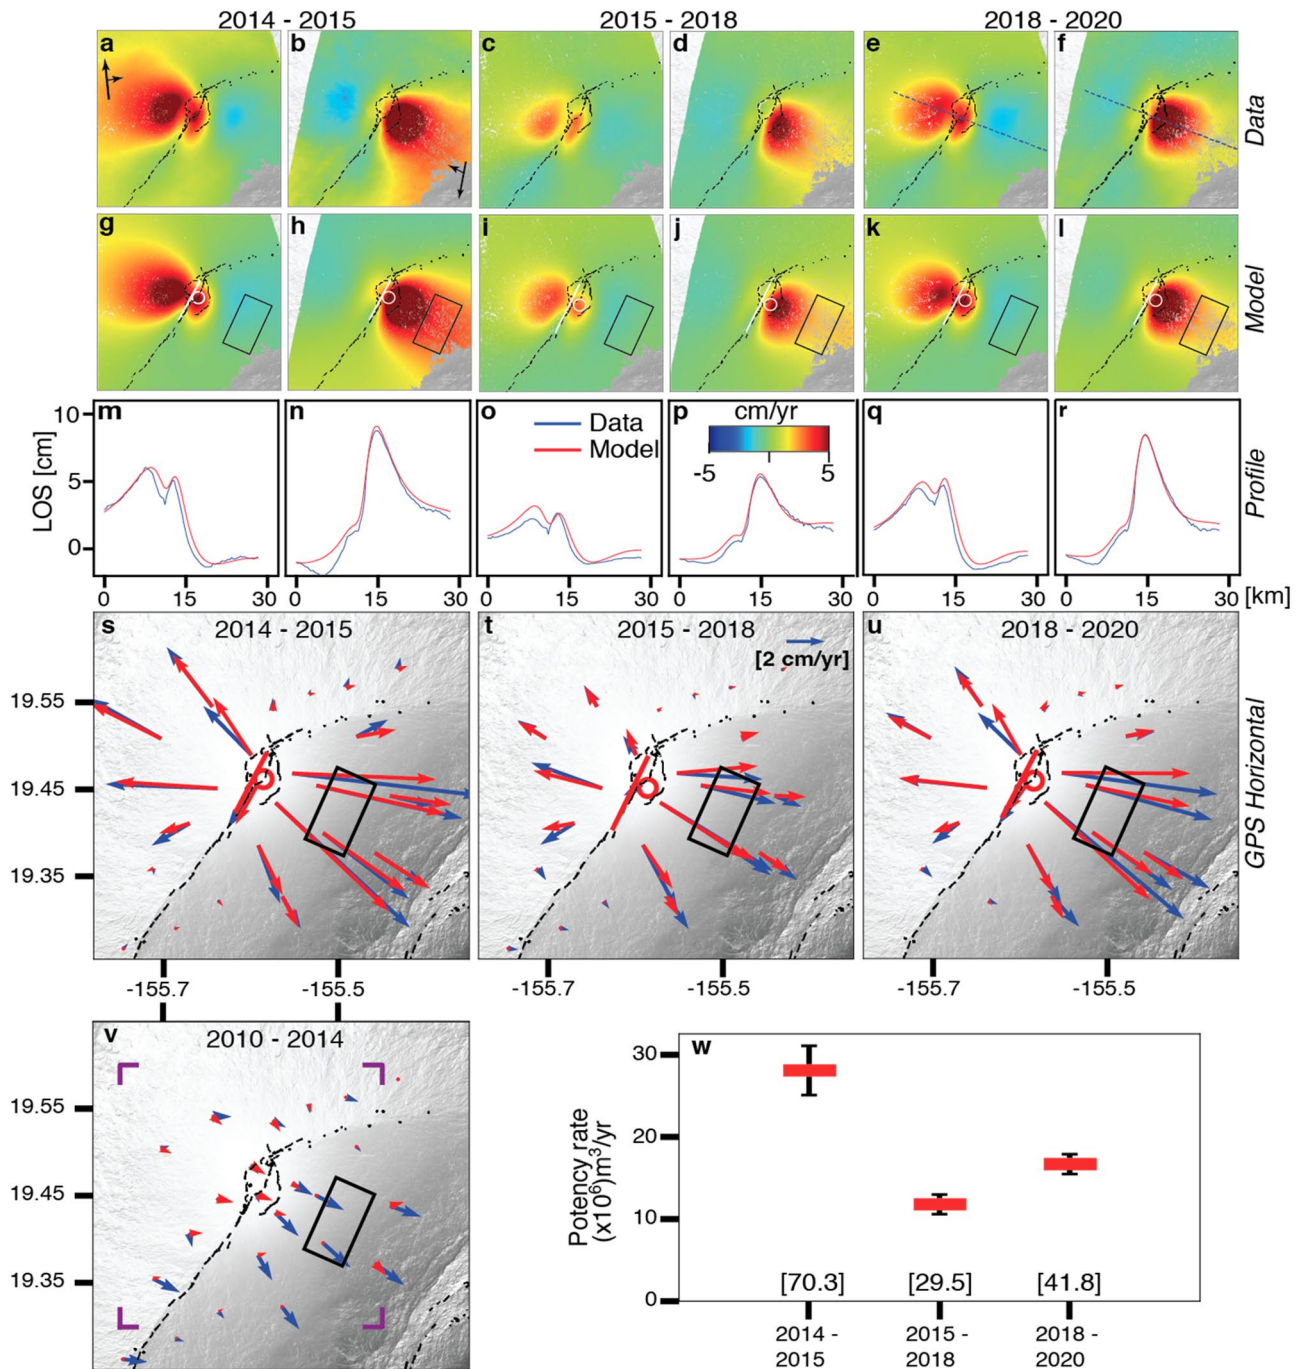 2014 - 2015 2015 - 2018 2018 - 2020
a b c d e f
Data
g h i j k l
Model
m n o p q r
10
5
0
LOS [cm]
Data
Model
cm/yr
-5 5
Profile
0 15 30 0 15 30 0 15 30 0 15 30 0 15 30 0 15 30 [km]
s 2014 - 2015 t 2015 - 2018 u 2018 - 2020
[2 cm/yr]
19.55
19.45
19.35
GPS Horizontal
-155.7 -155.5 -155.7 -155.5 -155.7 -155.5
v 2010 - 2014
19.55
19.45
19.35
w
30
20
10
0
Potency rate
(x10⁶)m³/yr
[70.3] [29.5] [41.8]
2014 - 2015 - 2018 -
2015 2018 2020